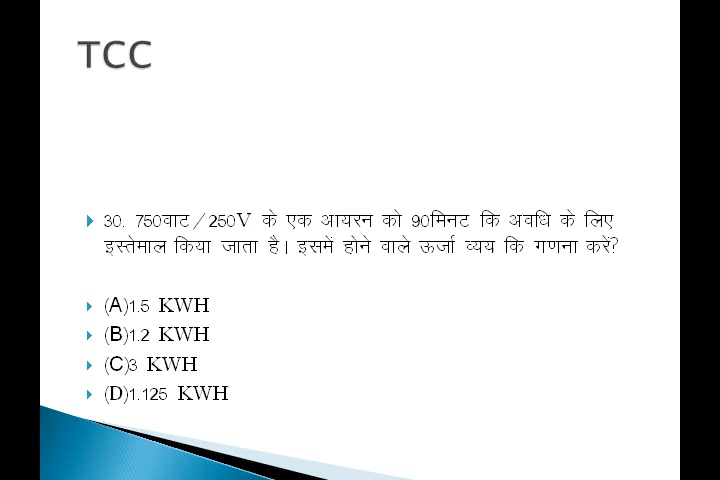 TCC
30. 750वाट/250V के एक आयरन को 90मिनट कि अवधि के लिए
इस्तेमाल किया जाता है। इसमें होने वाले ऊर्जा व्यय कि गणना करें?
(A)1.5 KWH
(B)1.2 KWH
(C)3 KWH
(D)1.125 KWH